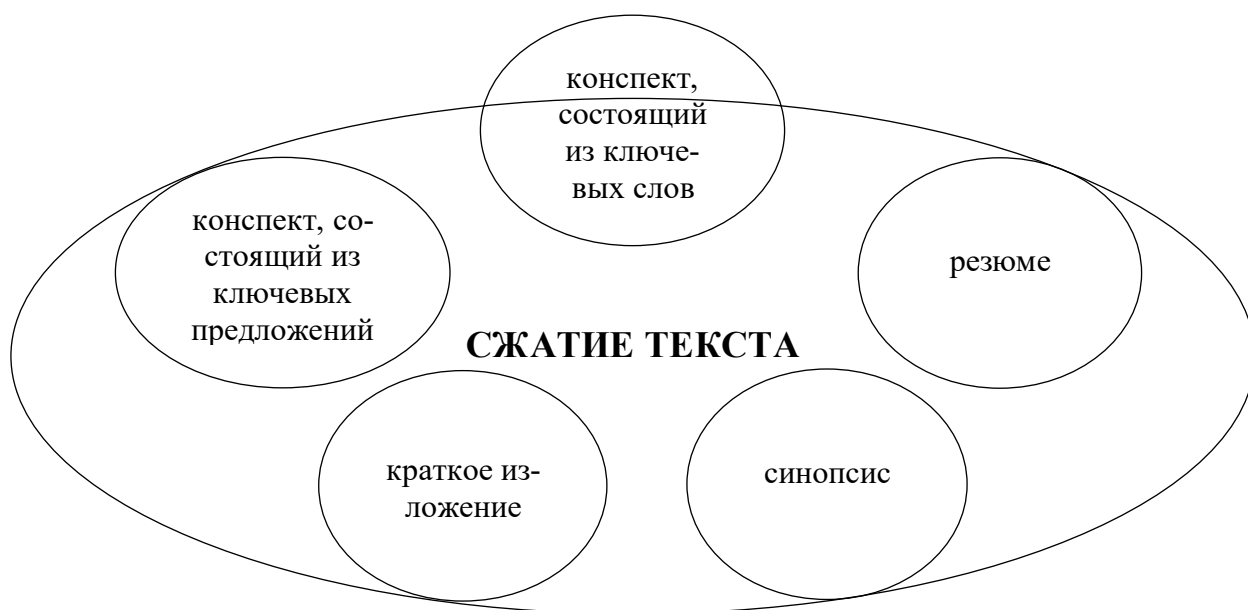 конспект,
состоящий
из ключе-
вых слов
конспект, со-
стоящий из
ключевых
предложений
резюме
СЖАТИЕ ТЕКСТА
краткое из-
ложение
синопсис